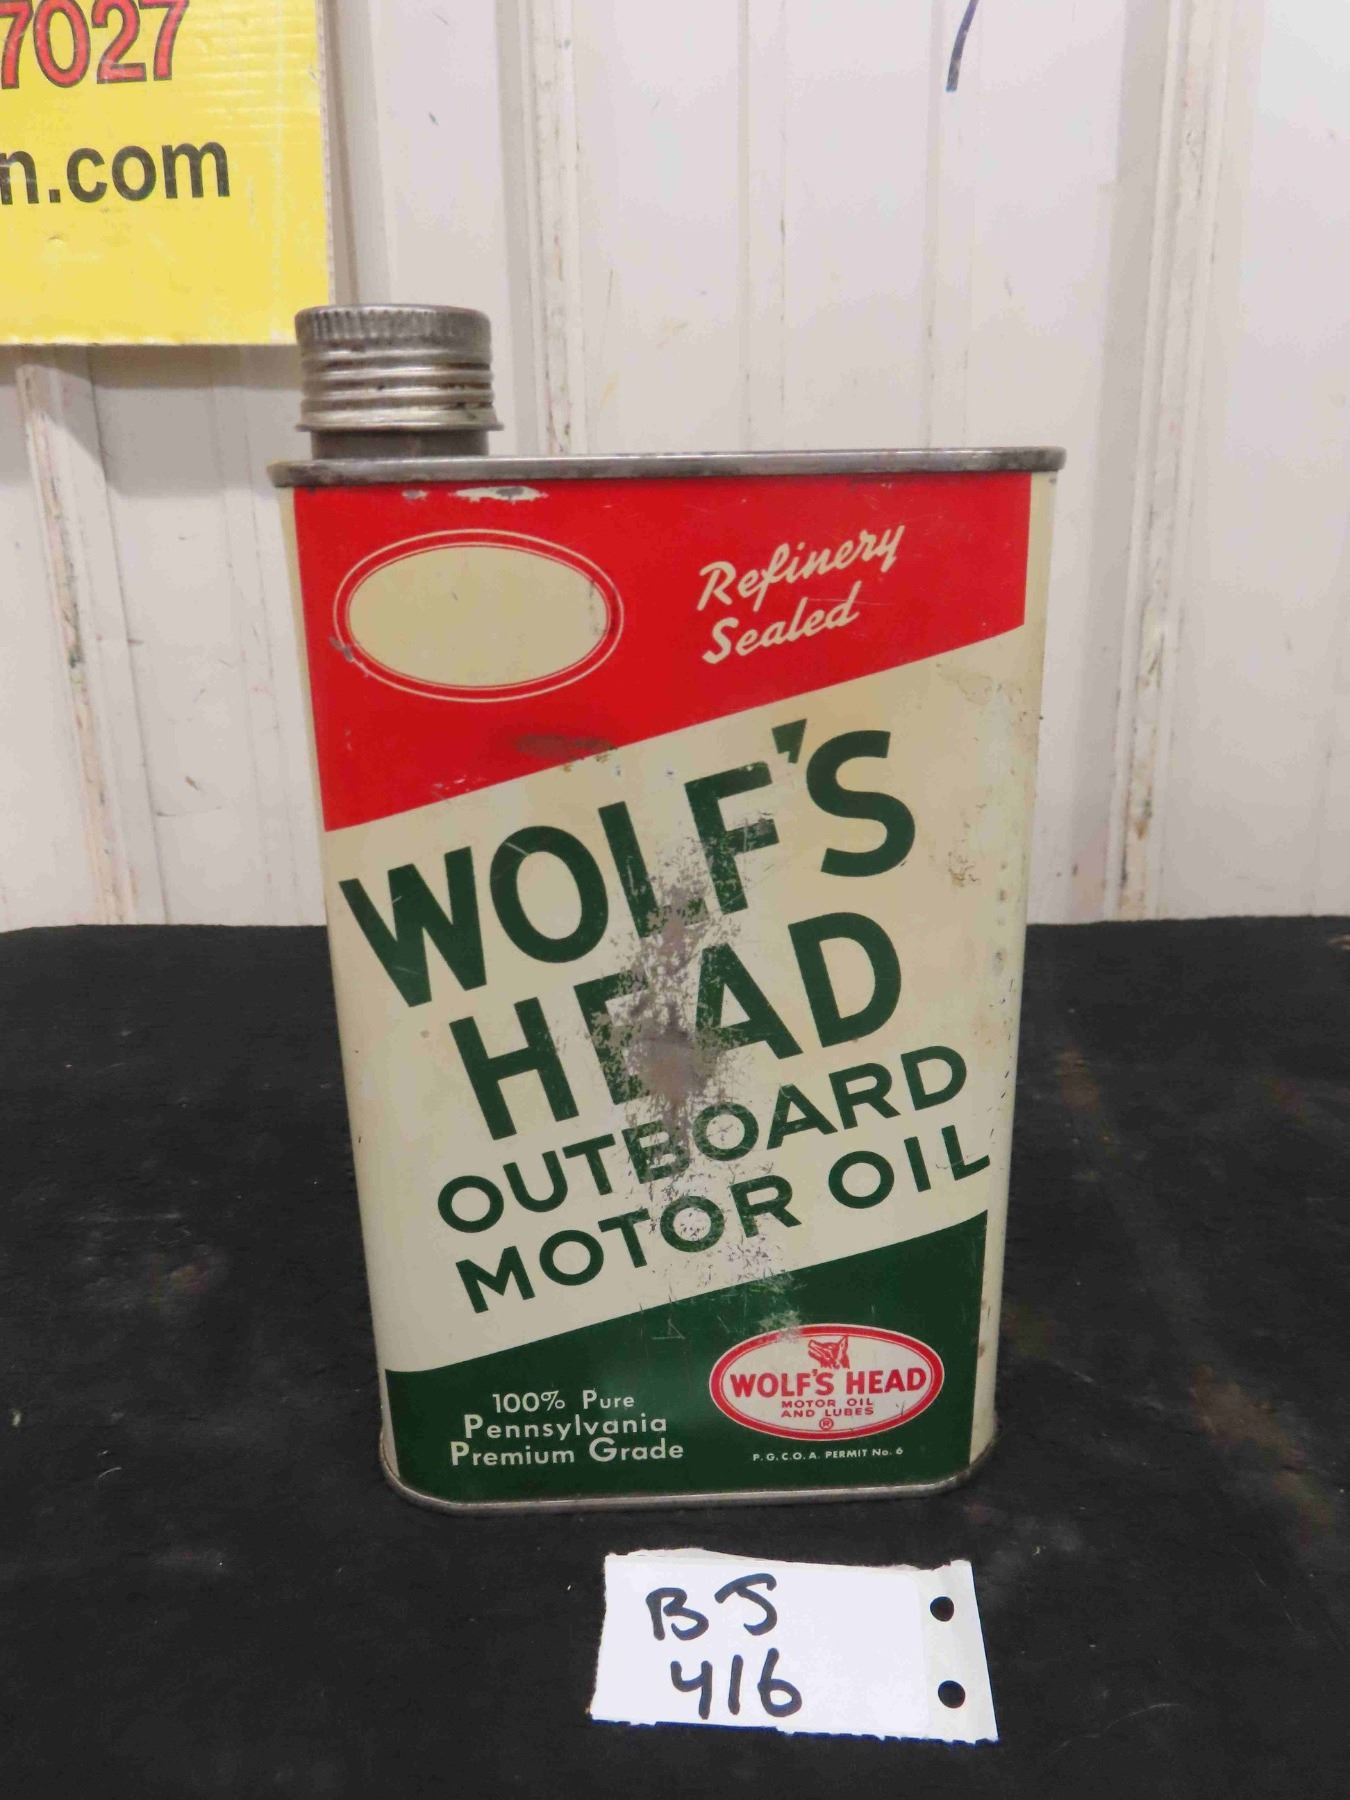 7027
n.com
Refinery
Sealed
WOLF'S
HEAD
OUTBOARD
MOTOR OIL
100% Pure
Pennsylvania
Premium Grade
WOLF'S HEAD
MOTOR OIL
AND LUBES
®
P.G.C.O.A. PERMIT No. 6
BJ
416